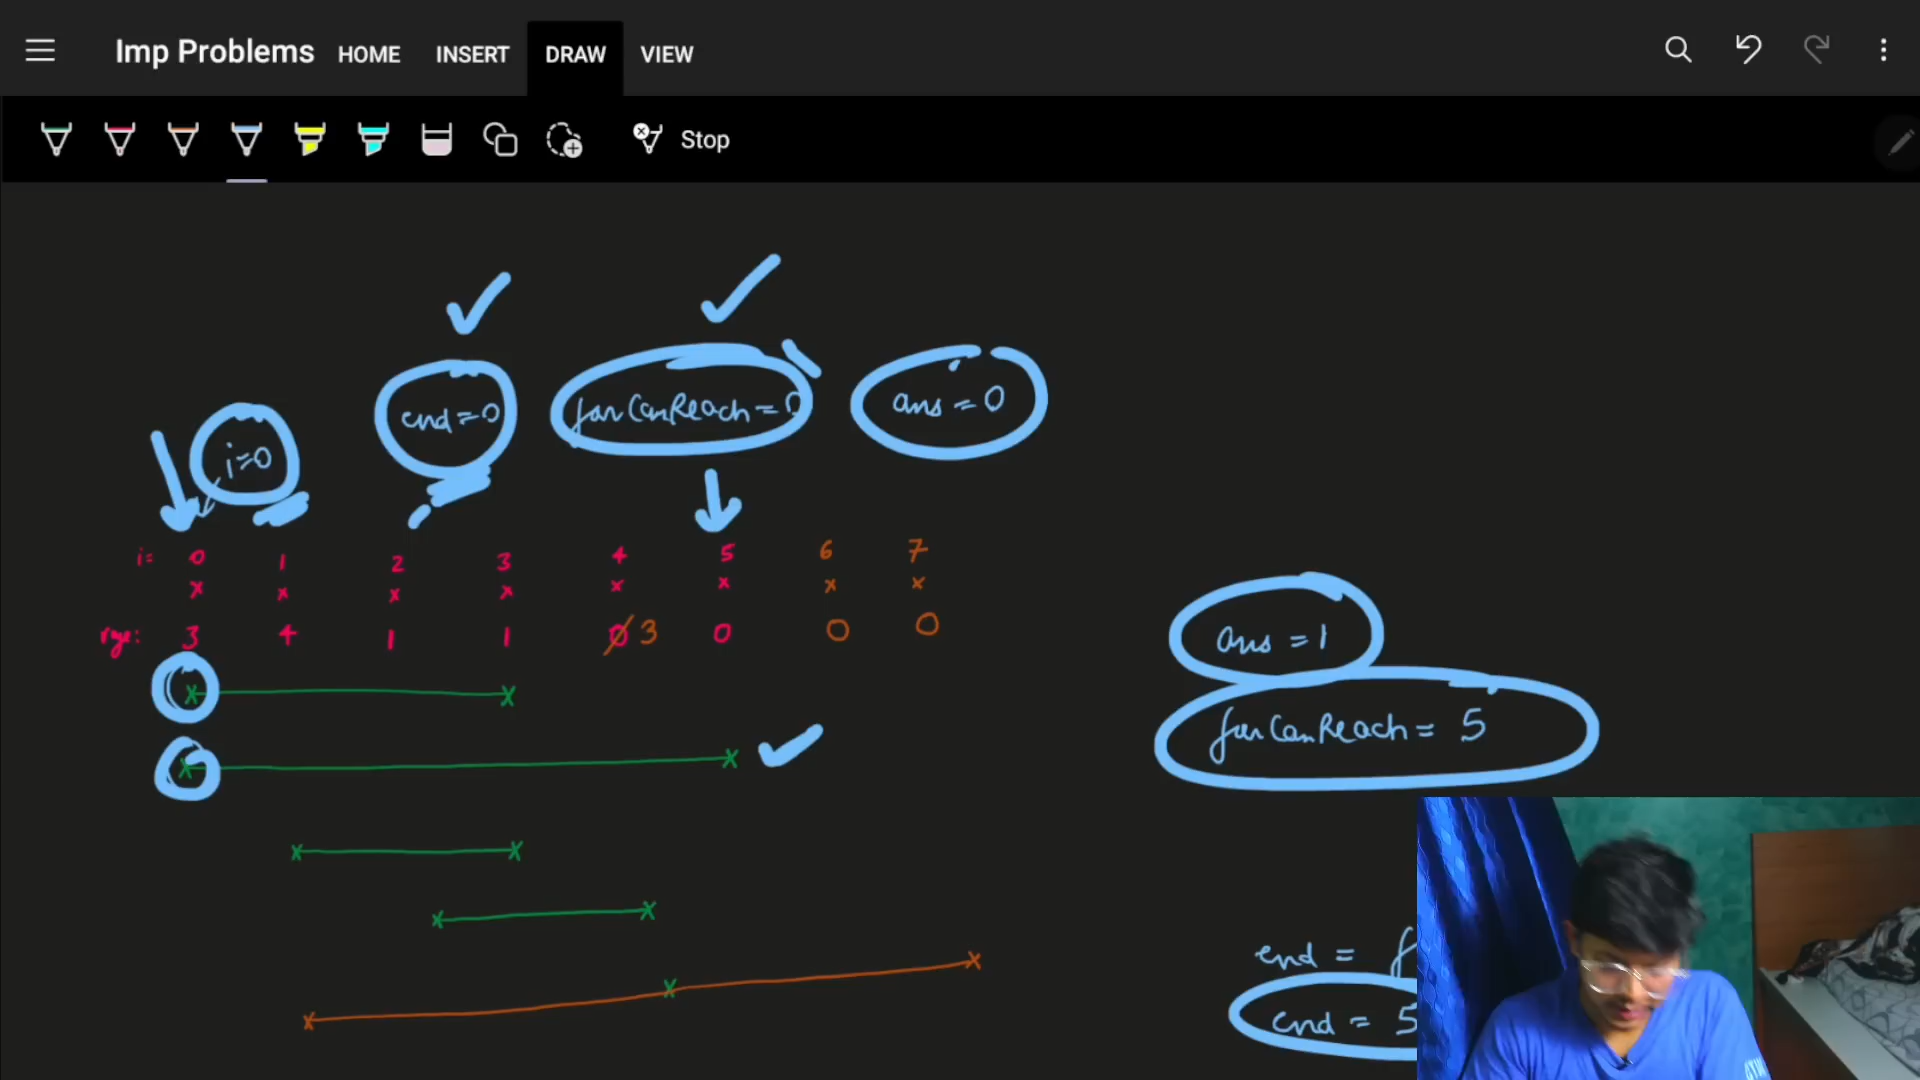 Imp Problems HOME INSERT DRAW VIEW
Stop
end=0 farCanReach=0 ans=0
i=0
i= 0 1 2 3 4 5 6 7
x x x x x x x x
3 4 1 1 0 3 0 0 0
ans = 1
farCanReach = 5
end = f
end = 5